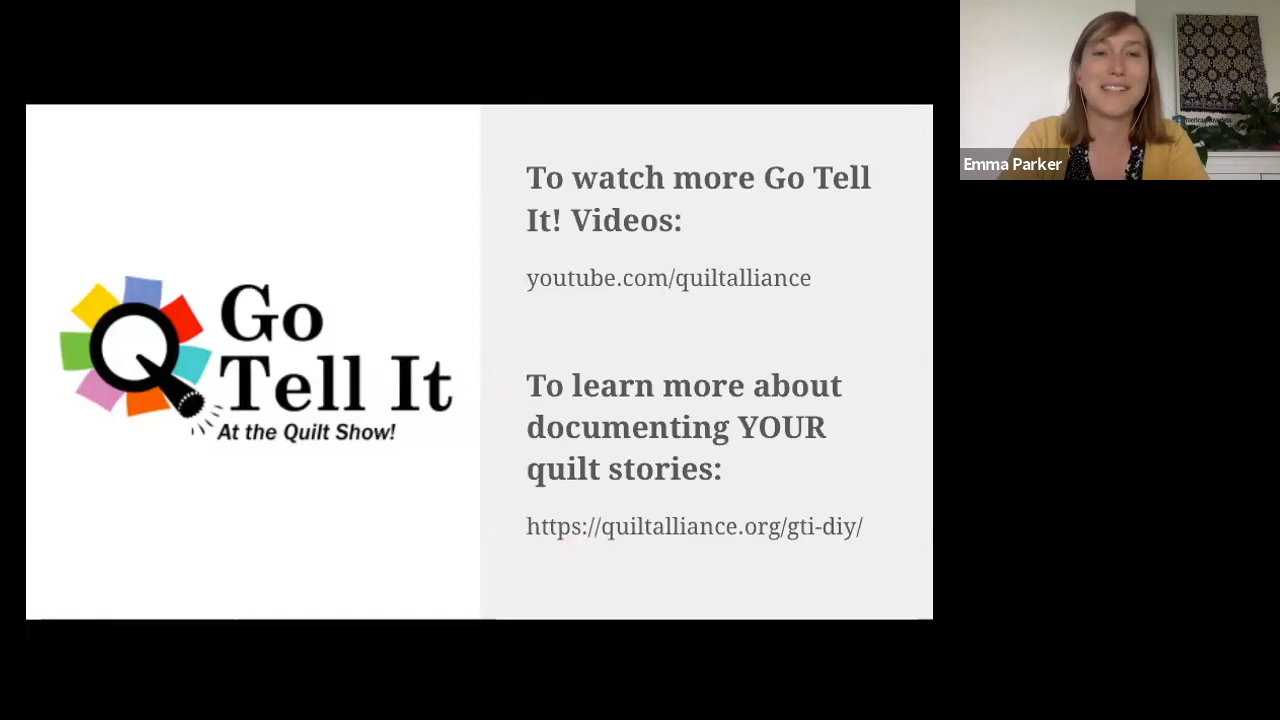 Go
Tell It
At the Quilt Show!
To watch more Go Tell
It! Videos:
youtube.com/quiltalliance
To learn more about
documenting YOUR
quilt stories:
https://quiltalliance.org/gti-diy/
Emma Parker